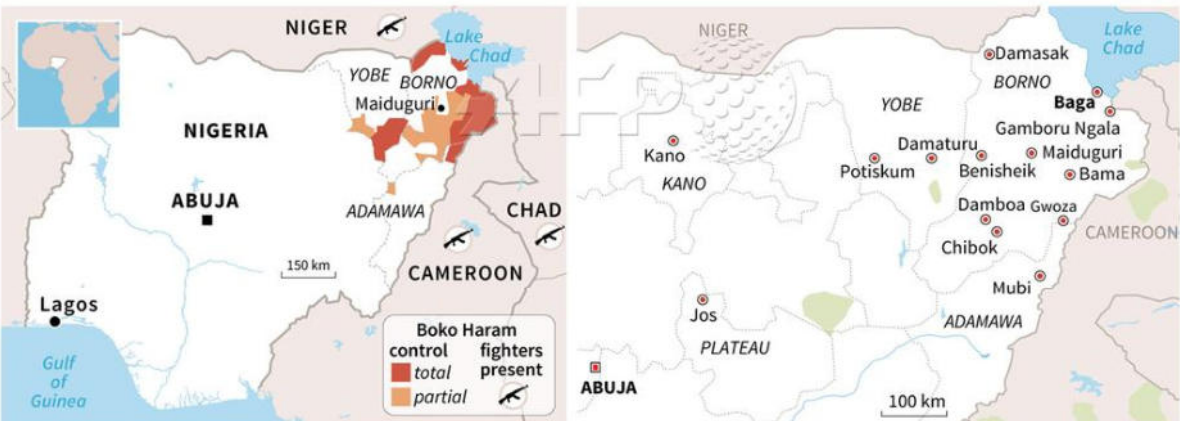 NIGER
Lake
Chad
YOBE
BORNO
Maiduguri
NIGERIA
ABUJA
ADAMAWA
CHAD
150 km
CAMEROON
Lagos
Gulf
of
Guinea
Boko Haram
control
fighters
present
total
partial
NIGER
Lake
Chad
Damasak
BORNO
Baga
YOBE
Gamboru Ngala
Damaturu
Maiduguri
Kano
Potiskum
Benisheik
Bama
KANO
Damboa
Gwoza
Chibok
CAMEROON
Mubi
Jos
ADAMAWA
PLATEAU
ABUJA
100 km
AFP